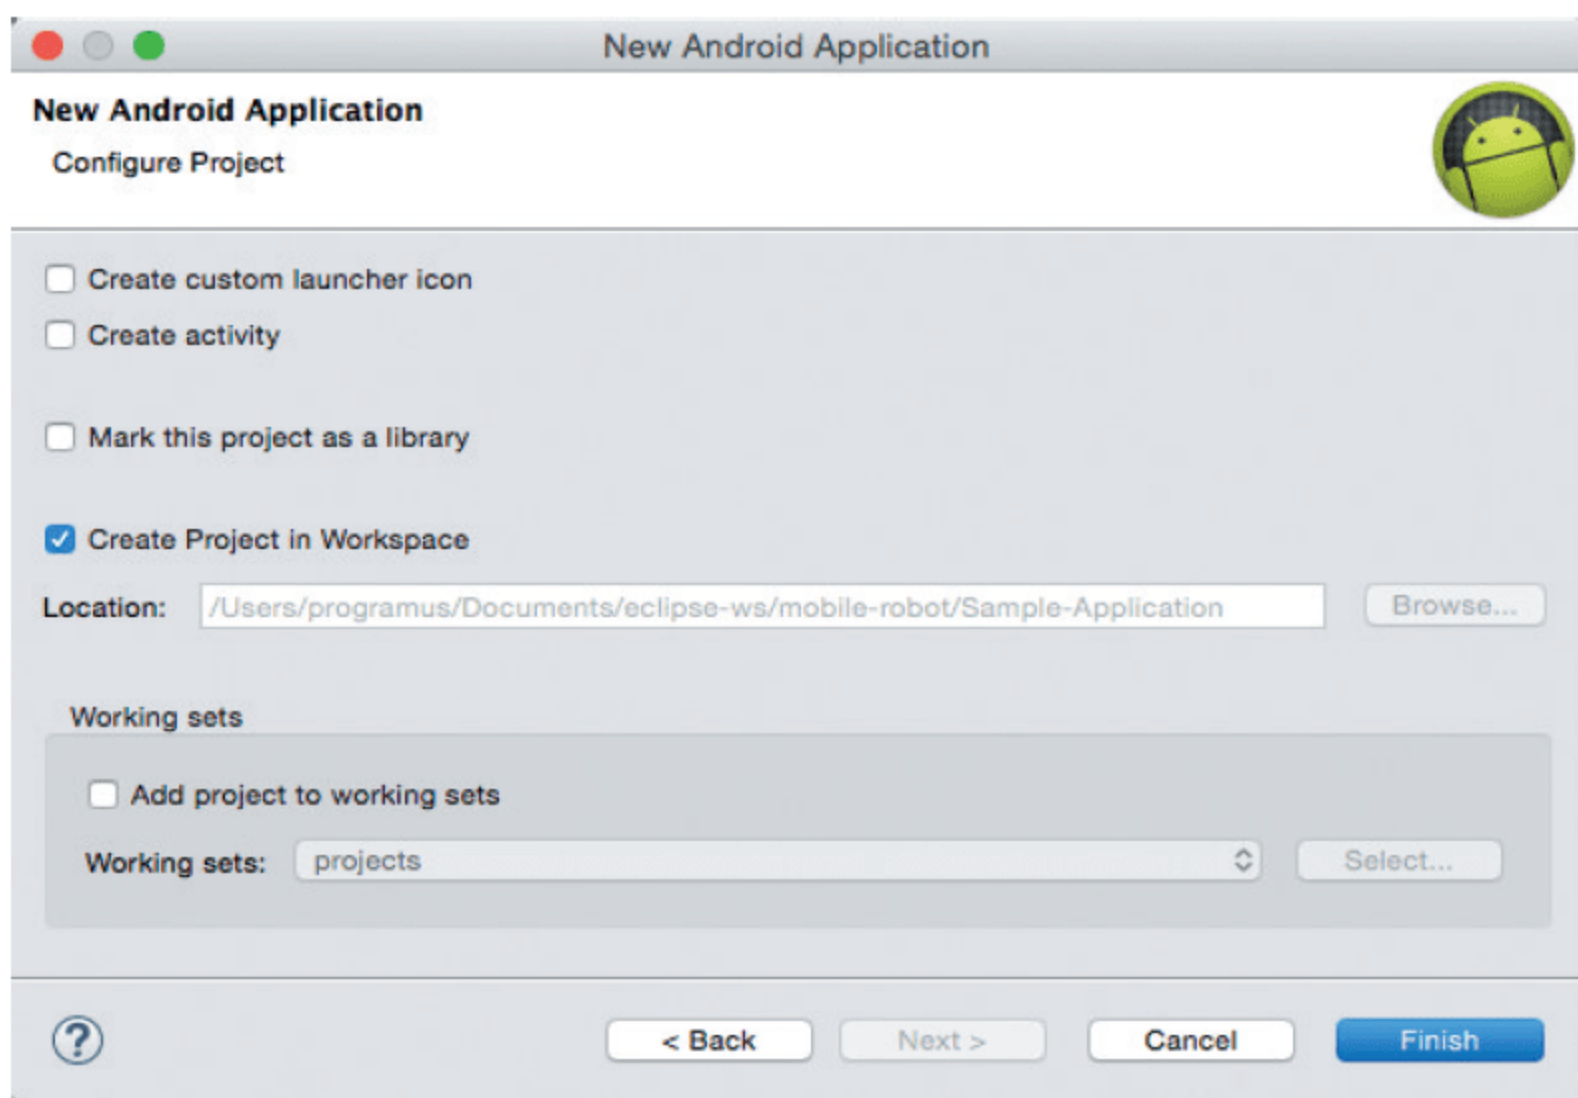 New Android Application
New Android Application
Configure Project
Create custom launcher icon
Create activity
Mark this project as a library
Create Project in Workspace
Location: /Users/programus/Documents/eclipse-ws/mobile-robot/Sample-Application Browse...
Working sets
Add project to working sets
Working sets: projects Select...
? < Back Next > Cancel Finish